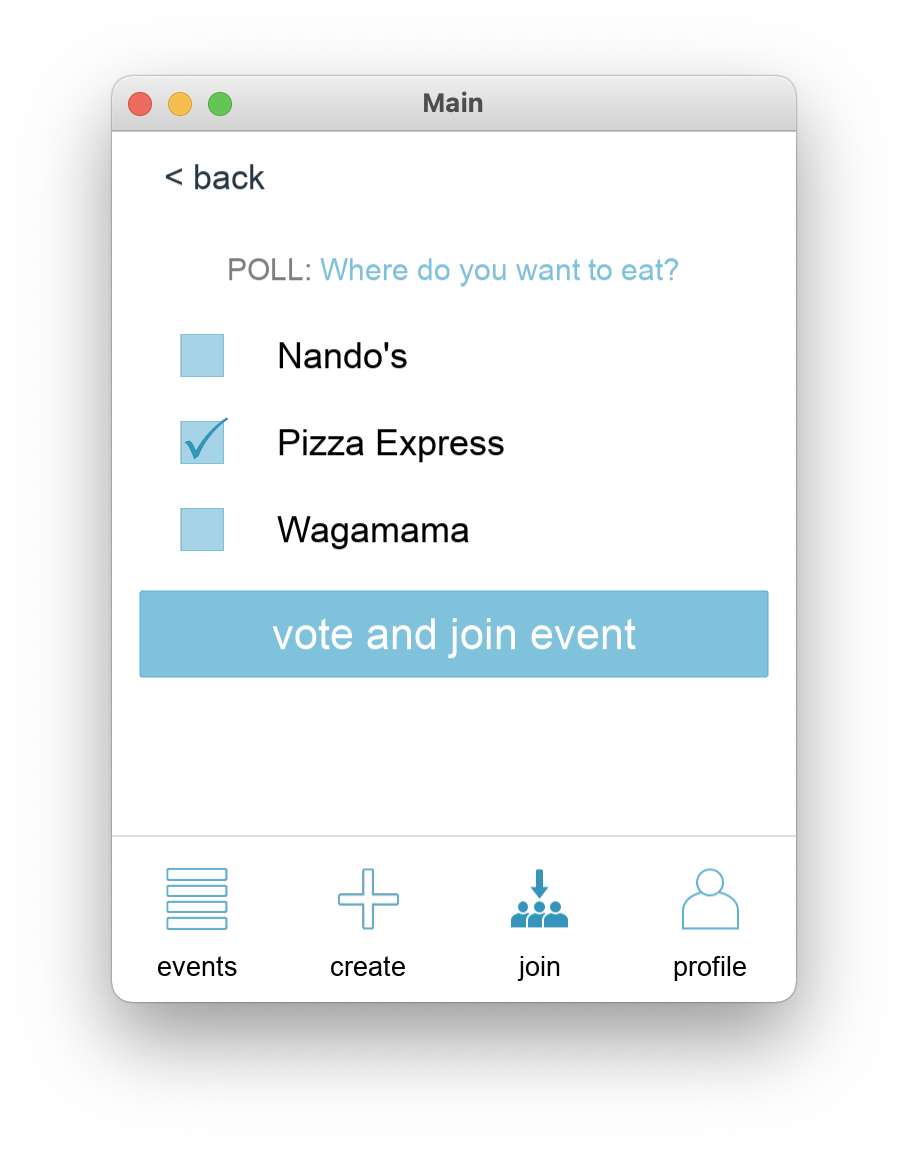 Main
< back
POLL: Where do you want to eat?
Nando's
Pizza Express
Wagamama
vote and join event
events create join profile